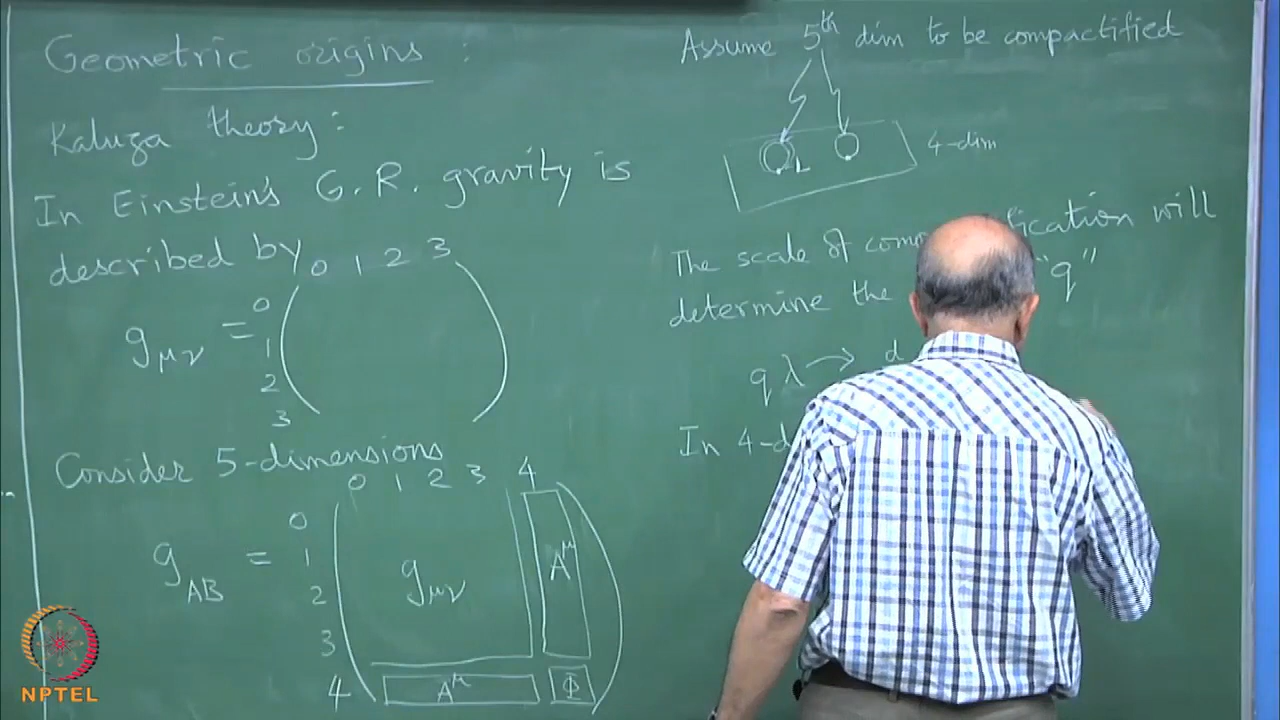 Geometric origins :
Kaluza theory:
In Einstein's G.R. gravity is
described by
0 1 2 3
gμν = 0 1 2 3
Consider 5-dimensions
0 1 2 3 4
gAB = 0 1 2 3 4
gμν Aμ
Aμ Φ
Assume 5th dim to be compactified
L
4-dim
The scale of will
determine the "q"
qλ
In
NPTEL